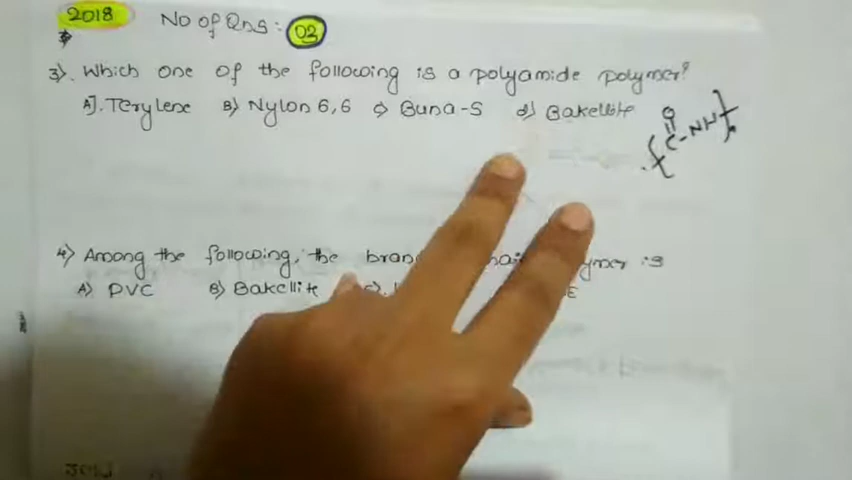 2018 No of Qns: 02
3). Which one of the following is a polyamide polymer?
A]. Terylene B) Nylon 6,6 c) Buna-S d) Bakellite
O
C-NH
4) Among the following, the is
A) PVC B) Bakellite c).